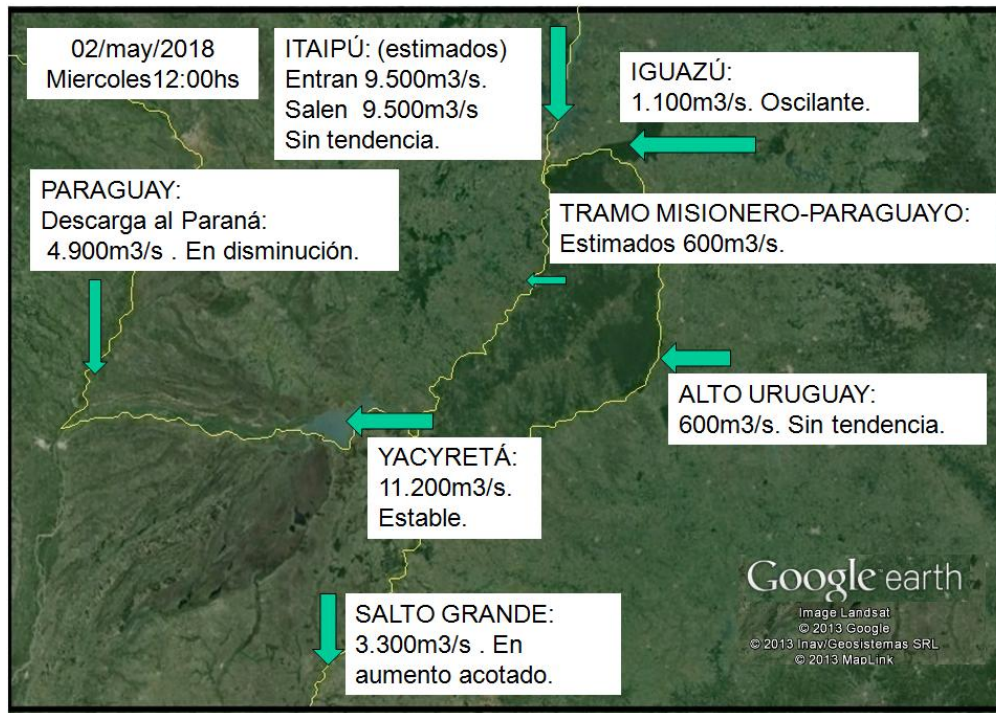 02/may/2018
Miercoles12:00hs
ITAIPÚ: (estimados)
Entran 9.500m3/s.
Salen 9.500m3/s
Sin tendencia.
IGUAZÚ:
1.100m3/s. Oscilante.
PARAGUAY:
Descarga al Paraná:
4.900m3/s . En disminución.
TRAMO MISIONERO-PARAGUAYO:
Estimados 600m3/s.
ALTO URUGUAY:
600m3/s. Sin tendencia.
YACYRETÁ:
11.200m3/s.
Estable.
SALTO GRANDE:
3.300m3/s . En
aumento acotado.
Google earth
Image Landsat
© 2013 Google
© 2013 Inav/Geosistemas SRL
© 2013 MapLink